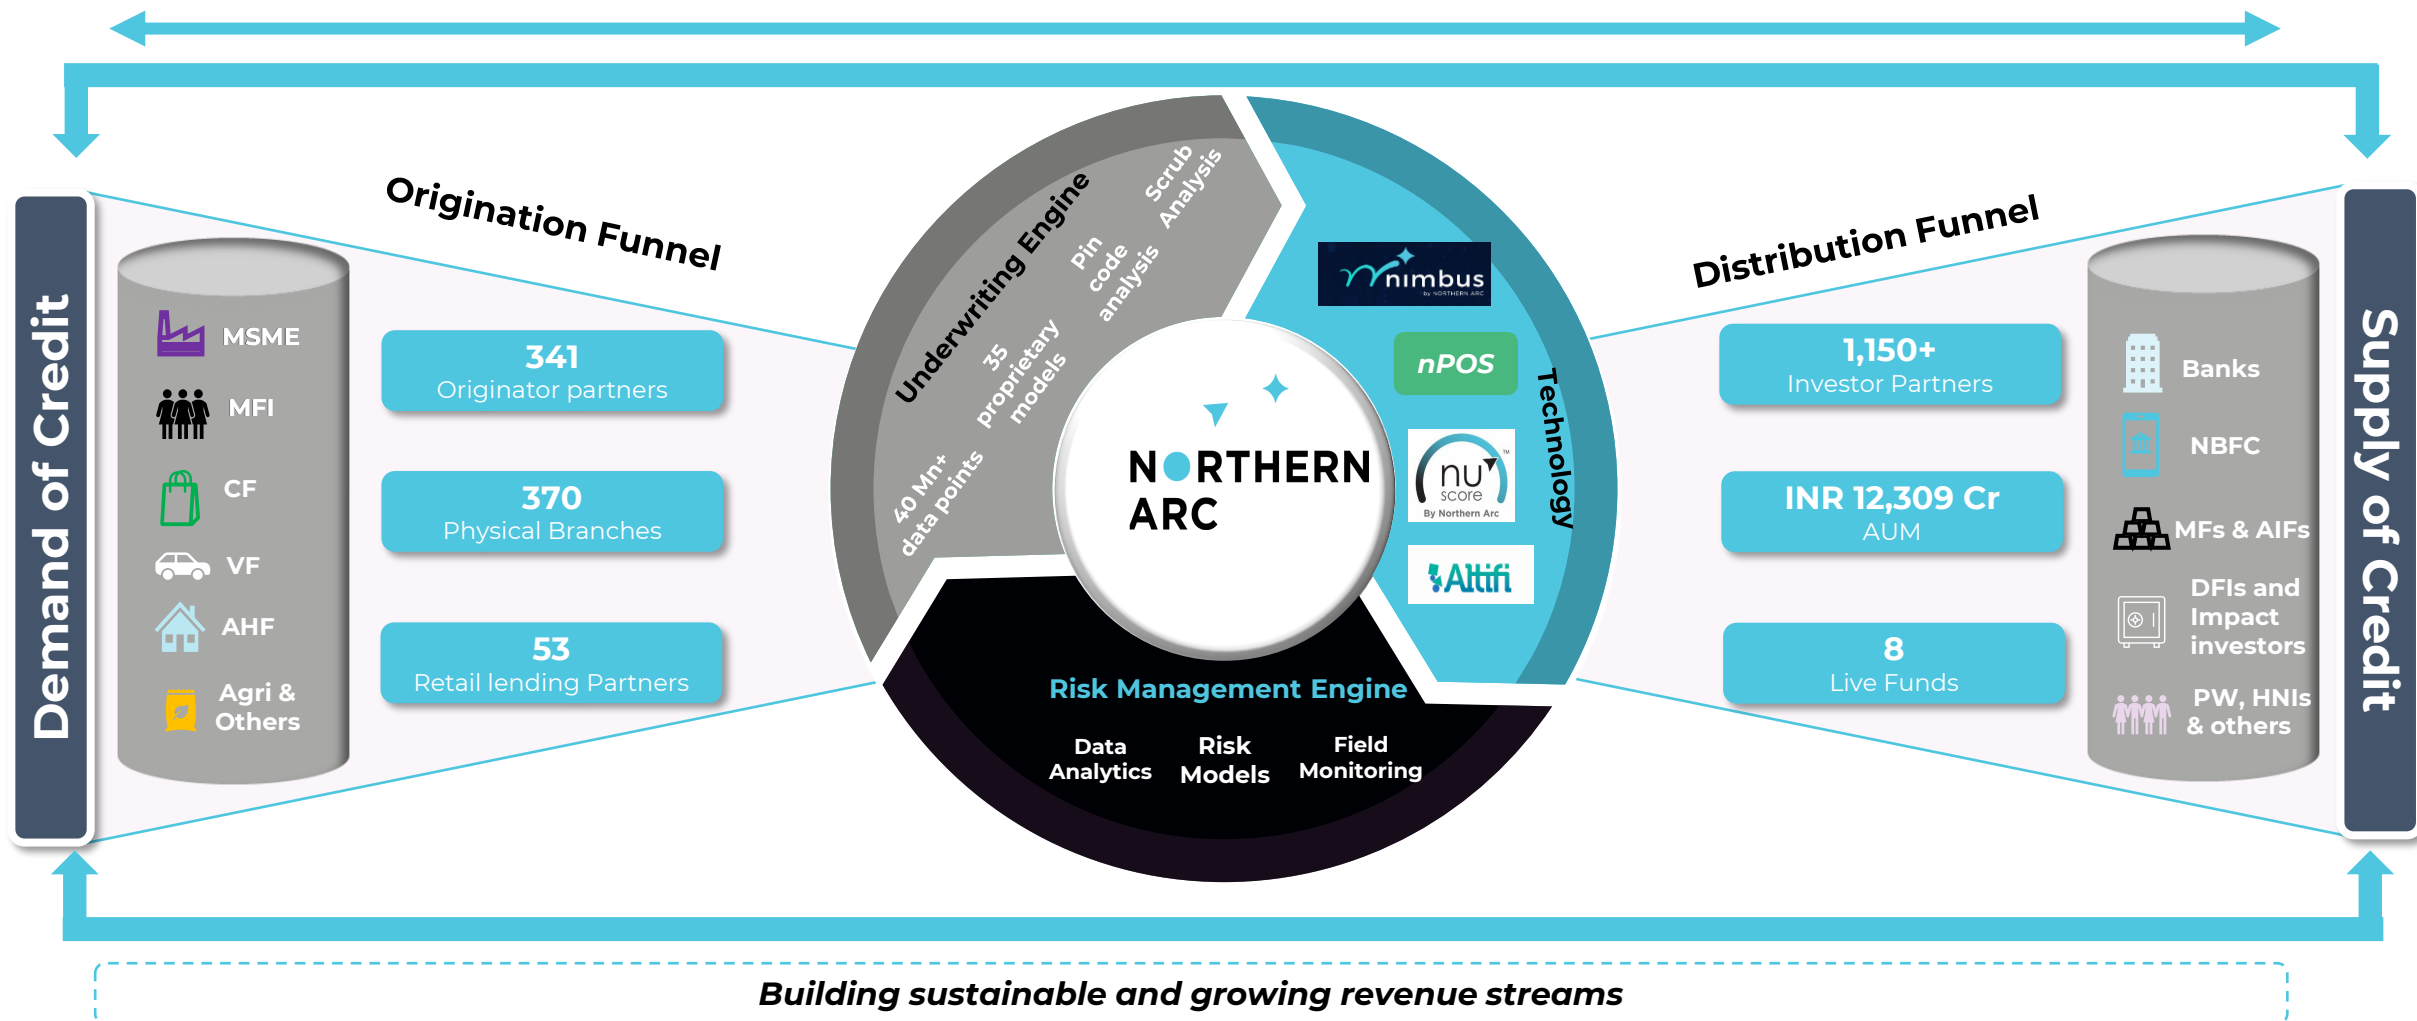 Demand of Credit
Origination Funnel
MSME
MFI
CF
VF
AHF
Agri &
Others
341
Originator partners
370
Physical Branches
53
Retail lending Partners
Underwriting Engine
Scrub
Analysis
Pin
code
analysis
35
proprietary
models
40 Mn+
data points
NORTHERN
ARC
Technology
nimbus
by NORTHERN ARC
nPOS
nu
score
TM
By Northern Arc
Altifi
Risk Management Engine
Data
Analytics
Risk
Models
Field
Monitoring
Distribution Funnel
1,150+
Investor Partners
INR 12,309 Cr
AUM
8
Live Funds
Banks
NBFC
MFs & AIFs
DFIs and
Impact
investors
PW, HNIs
& others
Supply of Credit
Building sustainable and growing revenue streams